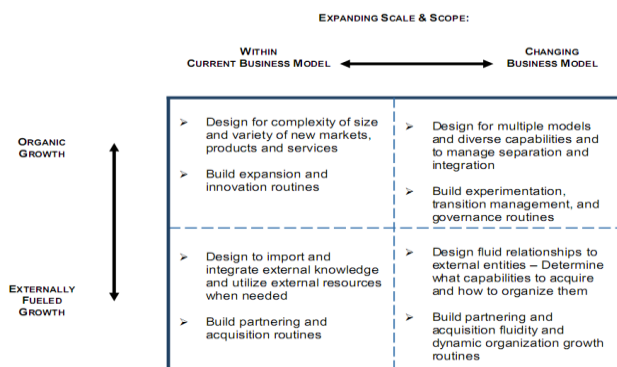 EXPANDING SCALE & SCOPE:
WITHIN
CURRENT BUSINESS MODEL
CHANGING
BUSINESS MODEL
ORGANIC
GROWTH
➢ Design for complexity of size
and variety of new markets,
products and services
➢ Build expansion and
innovation routines
➢ Design for multiple models
and diverse capabilities and
to manage separation and
integration
➢ Build experimentation,
transition management, and
governance routines
EXTERNALLY
FUELED
GROWTH
➢ Design to import and
integrate external knowledge
and utilize external resources
when needed
➢ Build partnering and
acquisition routines
➢ Design fluid relationships to
external entities – Determine
what capabilities to acquire
and how to organize them
➢ Build partnering and
acquisition fluidity and
dynamic organization growth
routines